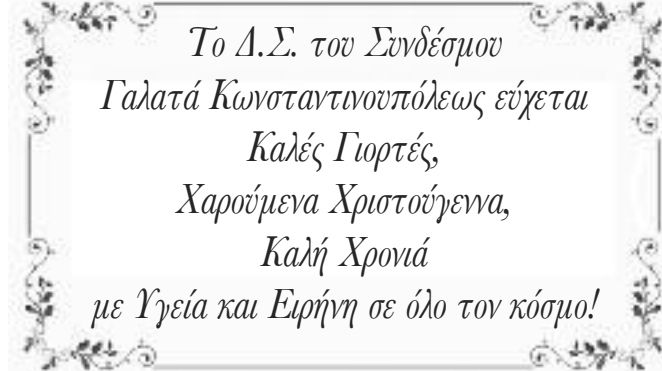 Το Δ.Σ. του Συνδέσμου
Γαλατά Κωνσταντινουπόλεως εύχεται
Καλές Γιορτές,
Χαρούμενα Χριστούγεννα,
Καλή Χρονιά
με Υγεία και Ειρήνη σε όλο τον κόσμο!